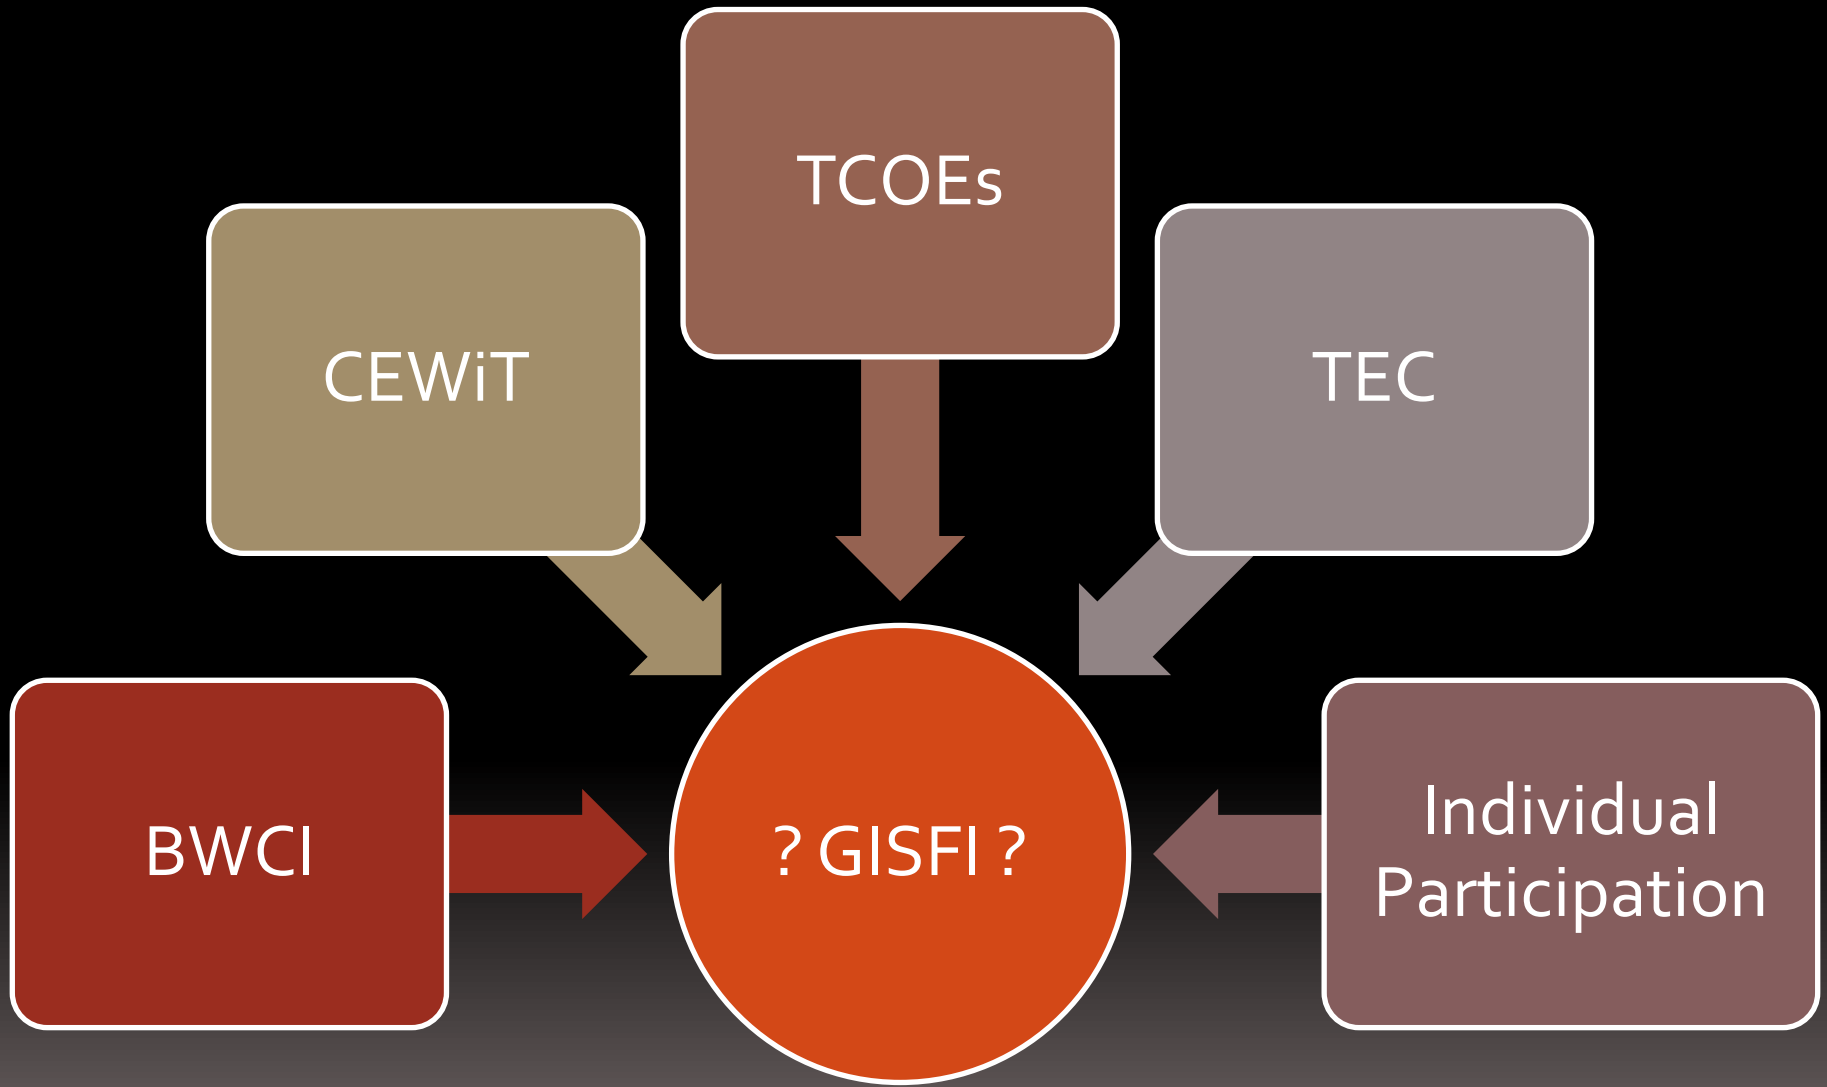 TCOEs
CEWiT
TEC
BWCI
? GISFI ?
Individual
Participation